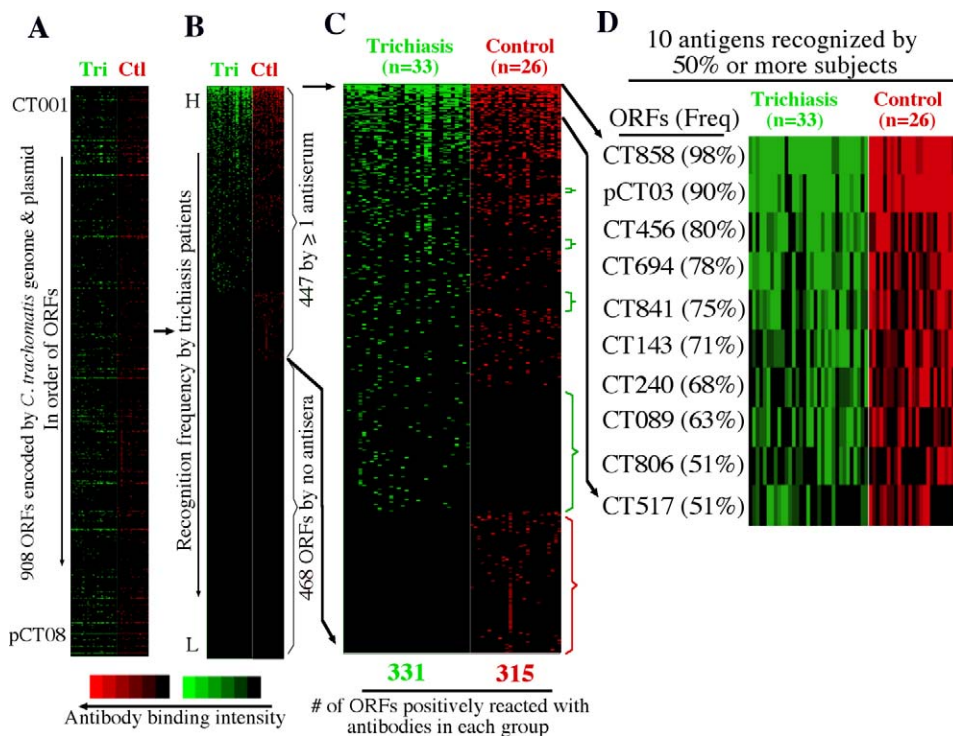 A
Tri Ctl
CT001
908 ORFs encoded by C. trachomatis genome & plasmid
In order of ORFs
pCT08
Antibody binding intensity
B
Tri Ctl
H
Recognition frequency by trichiasis patients
L
447 by ≥ 1 antiserum
468 ORFs by no antisera
C
Trichiasis Control
(n=33) (n=26)
331 315
# of ORFs positively reacted with
antibodies in each group
D
10 antigens recognized by
50% or more subjects
Trichiasis Control
ORFs (Freq) (n=33) (n=26)
CT858 (98%)
pCT03 (90%)
CT456 (80%)
CT694 (78%)
CT841 (75%)
CT143 (71%)
CT240 (68%)
CT089 (63%)
CT806 (51%)
CT517 (51%)